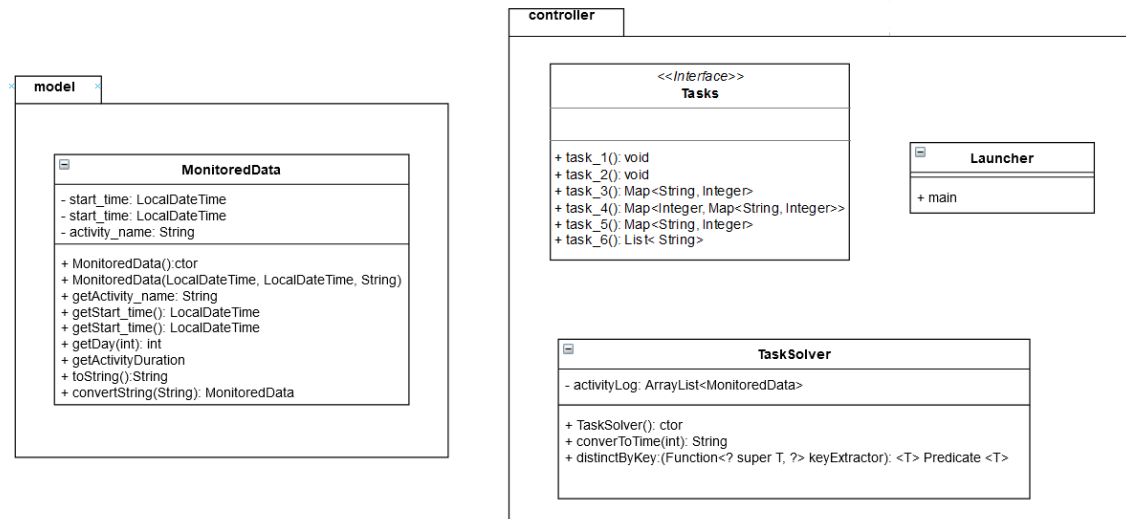 model
MonitoredData
- start_time: LocalDateTime
- start_time: LocalDateTime
- activity_name: String
+ MonitoredData():ctor
+ MonitoredData(LocalDateTime, LocalDateTime, String)
+ getActivity_name: String
+ getStart_time(): LocalDateTime
+ getStart_time(): LocalDateTime
+ getDay(int): int
+ getActivityDuration
+ toString():String
+ convertString(String): MonitoredData
controller
<<Interface>>
Tasks
+ task_1(): void
+ task_2(): void
+ task_3(): Map<String, Integer>
+ task_4(): Map<Integer, Map<String, Integer>>
+ task_5(): Map<String, Integer>
+ task_6(): List< String>
Launcher
+ main
TaskSolver
- activityLog: ArrayList<MonitoredData>
+ TaskSolver(): ctor
+ converToTime(int): String
+ distinctByKey:(Function<? super T, ?> keyExtractor): <T> Predicate <T>